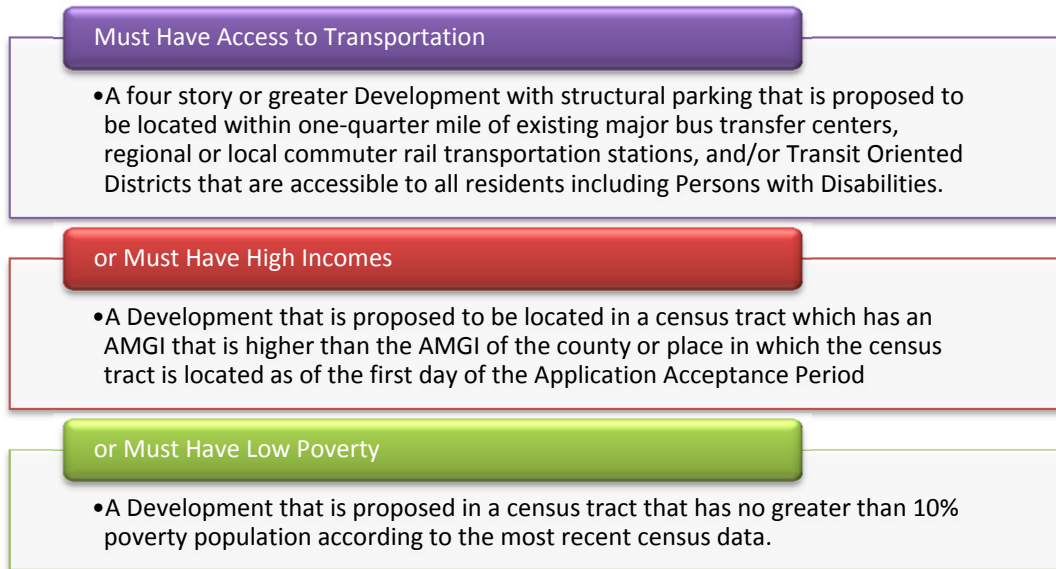 Must Have Access to Transportation
•A four story or greater Development with structural parking that is proposed to
be located within one-quarter mile of existing major bus transfer centers,
regional or local commuter rail transportation stations, and/or Transit Oriented
Districts that are accessible to all residents including Persons with Disabilities.
or Must Have High Incomes
•A Development that is proposed to be located in a census tract which has an
AMGI that is higher than the AMGI of the county or place in which the census
tract is located as of the first day of the Application Acceptance Period
or Must Have Low Poverty
•A Development that is proposed in a census tract that has no greater than 10%
poverty population according to the most recent census data.